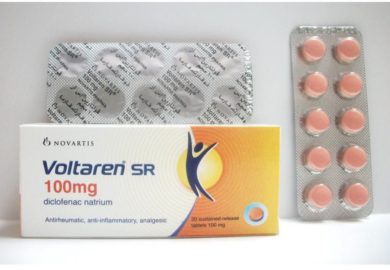 NOVARTIS
Voltaren SR
100mg
diclofenac natrium
Antirheumatic, anti-inflammatory, analgesic
20 sustained release
tablets 100 mg